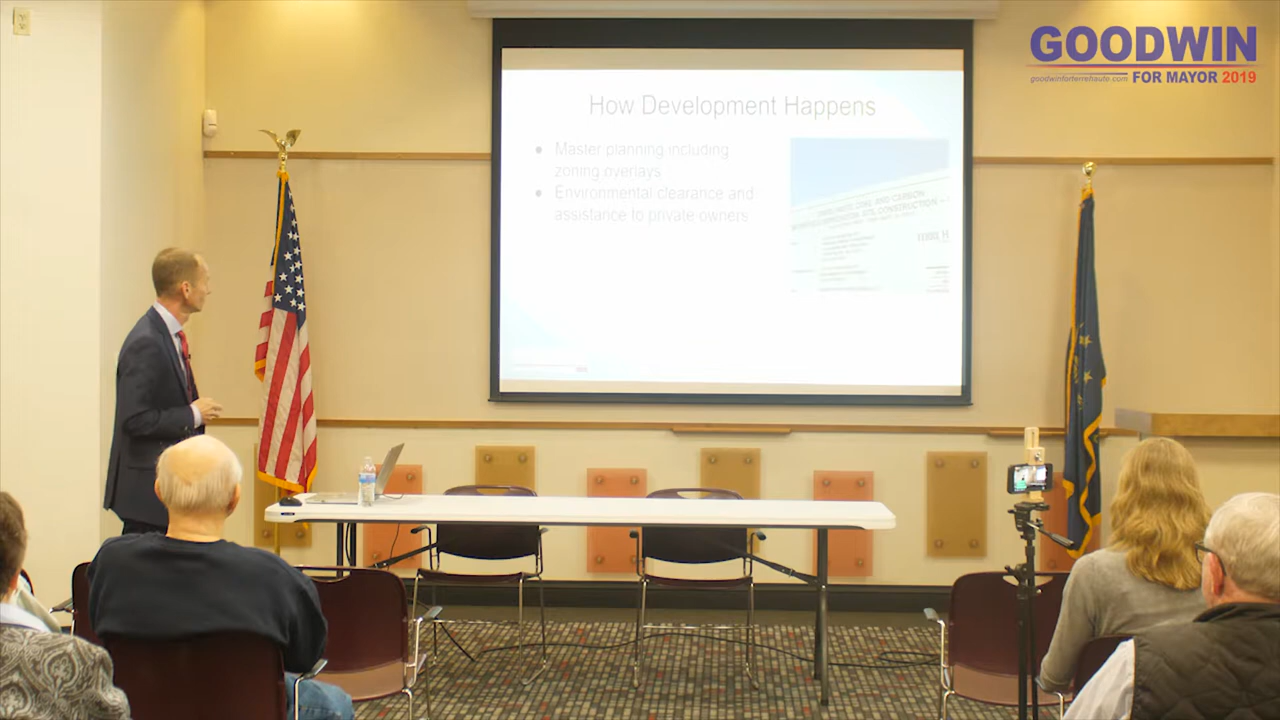 GOODWIN
goodwinforterrehaute.com FOR MAYOR 2019
How Development Happens
● Master planning including
zoning overlays
● Environmental clearance and
assistance to private owners